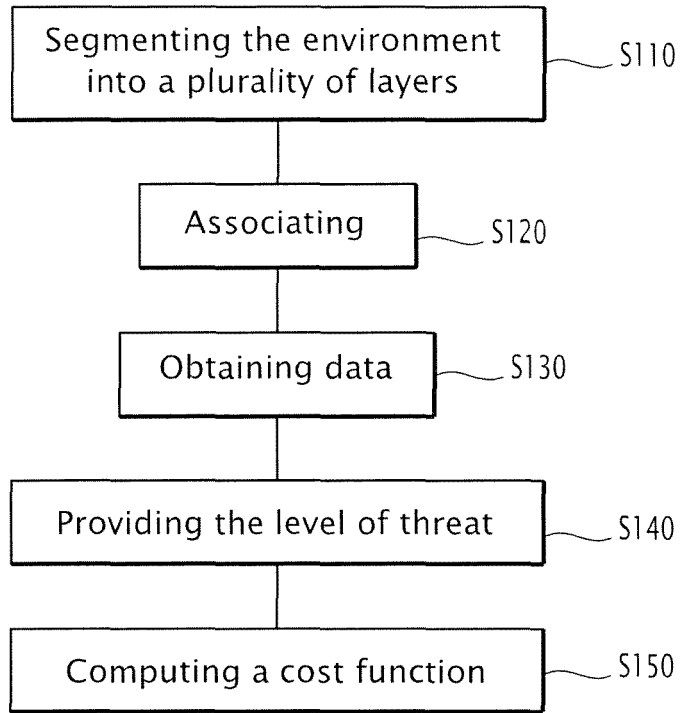 Segmenting the environment
into a plurality of layers
S110
Associating
S120
Obtaining data
S130
Providing the level of threat
S140
Computing a cost function
S150